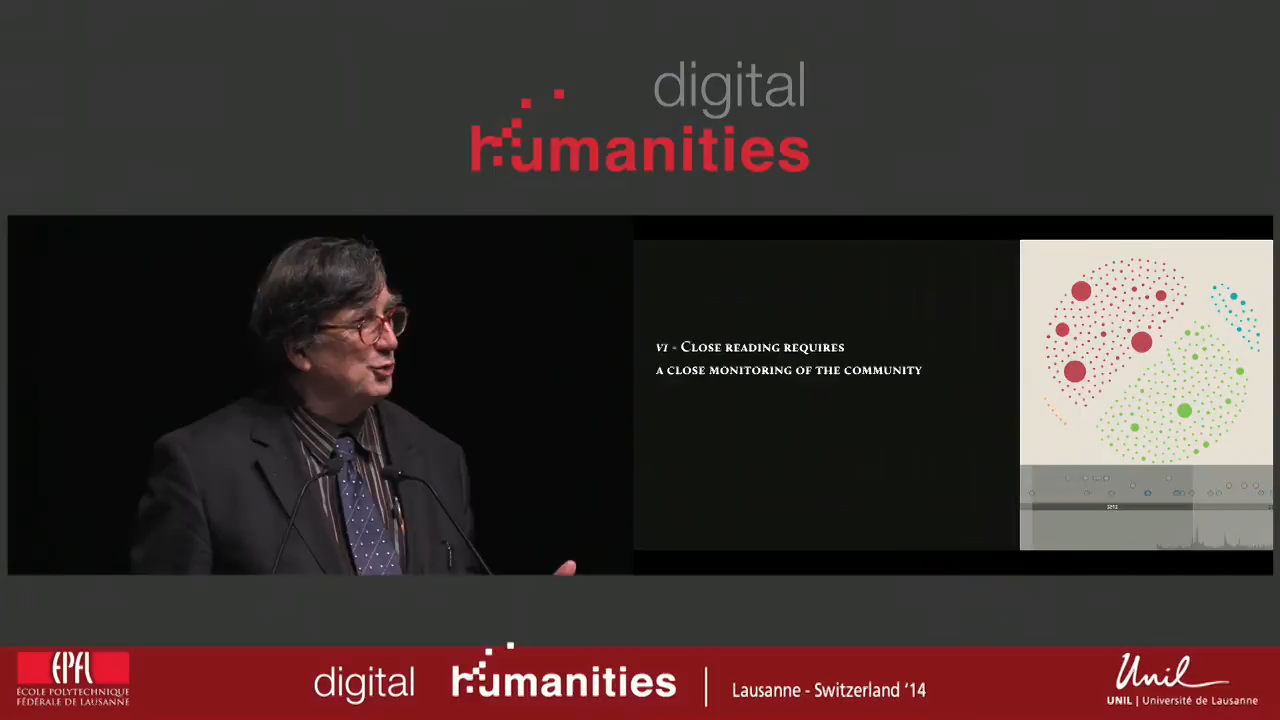 digital
humanities
vi - Close reading requires
a close monitoring of the community
2013
EPFL
ÉCOLE POLYTECHNIQUE
FÉDÉRALE DE LAUSANNE
digital humanities
Lausanne - Switzerland '14
Unil
UNIL | Université de Lausanne